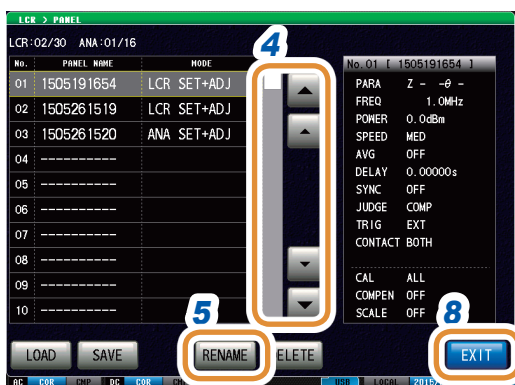 LCR > PANEL
LCR:02/30 ANA:01/16
No. PANEL NAME MODE
01 1505191654 LCR SET+ADJ
02 1505261519 LCR SET+ADJ
03 1505261520 ANA SET+ADJ
04 ----------
05 ----------
06 ----------
07 ----------
08 ----------
09 ----------
10 ----------
4
No.01 [ 1505191654 ]
PARA Z - -θ -
FREQ 1.0MHz
POWER 0.0dBm
SPEED MED
AVG OFF
DELAY 0.00000s
SYNC OFF
JUDGE COMP
TRIG EXT
CONTACT BOTH
CAL ALL
COMPEN OFF
SCALE OFF
5
8
LOAD SAVE RENAME ELETE EXIT
AC COR CMP DC COR USB LOCAL